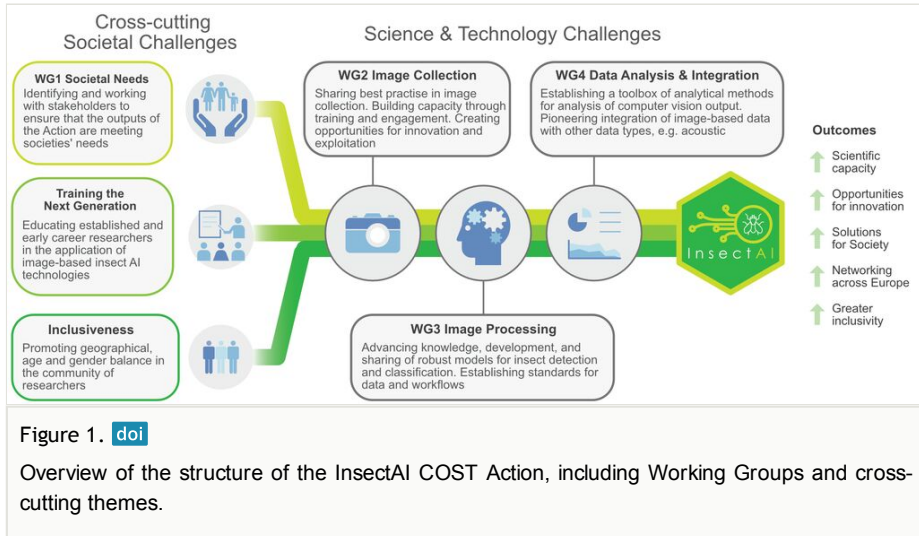 Cross-cutting
Societal Challenges
Science & Technology Challenges
WG1 Societal Needs
Identifying and working
with stakeholders to
ensure that the outputs
of the Action are meeting
societies' needs
Training the
Next Generation
Educating established and
early career researchers
in the application of
image-based insect AI
technologies
Inclusiveness
Promoting geographical,
age and gender balance in
the community of
researchers
WG2 Image Collection
Sharing best practise in image
collection. Building capacity through
training and engagement. Creating
opportunities for innovation and
exploitation
WG4 Data Analysis & Integration
Establishing a toolbox of analytical methods
for analysis of computer vision output.
Pioneering integration of image-based data
with other data types, e.g. acoustic
WG3 Image Processing
Advancing knowledge, development, and
sharing of robust models for insect detection
and classification. Establishing standards for
data and workflows
InsectAI
Outcomes
Scientific
capacity
Opportunities
for innovation
Solutions
for Society
Networking
across Europe
Greater
inclusivity
Figure 1. doi
Overview of the structure of the InsectAI COST Action, including Working Groups and cross-
cutting themes.